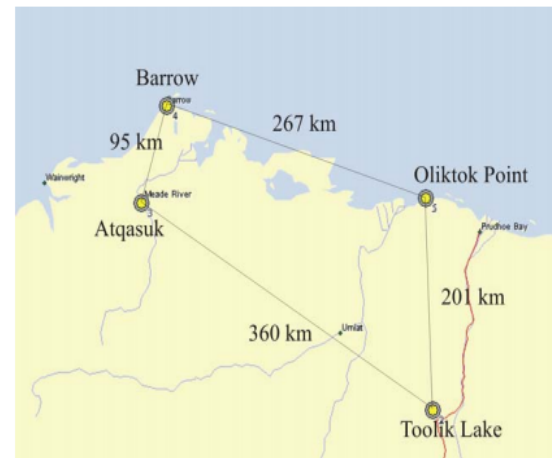 Barrow
Barrow
4
95 km
267 km
Wainwright
Meade River
3
Atqasuk
Oliktok Point
5
Prudhoe Bay
201 km
360 km
Umiat
Toolik Lake